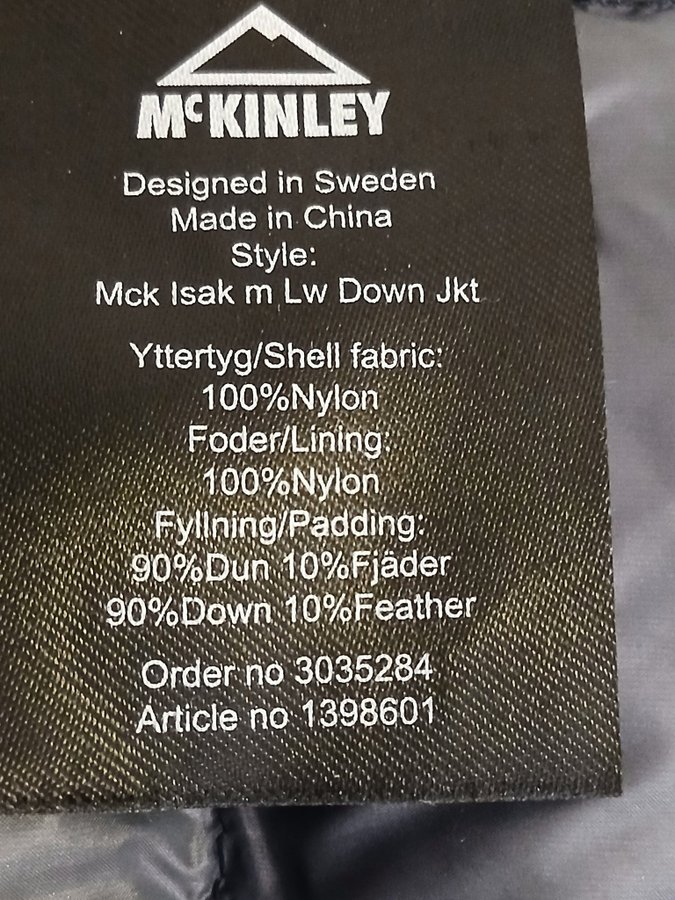 McKINLEY
Designed in Sweden
Made in China
Style:
Mck Isak m Lw Down Jkt
Yttertyg/Shell fabric:
100%Nylon
Foder/Lining:
100%Nylon
Fyllning/Padding:
90%Dun 10%Fjäder
90%Down 10%Feather
Order no 3035284
Article no 1398601